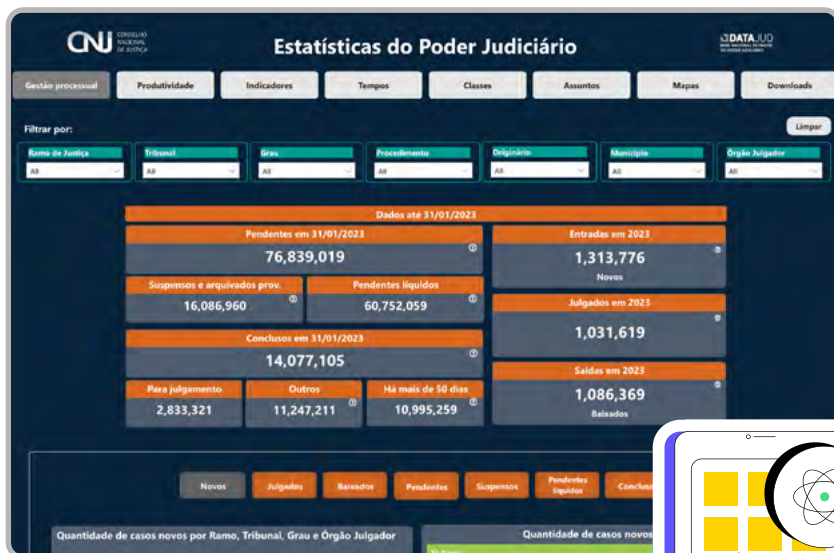 CNJ
CONSELHO
NACIONAL
DE JUSTIÇA
Estatísticas do Poder Judiciário
DATAJUD
Gestão processual
Produtividade
Indicadores
Tempos
Classes
Assuntos
Mapas
Downloads
Filtrar por:
Limpar
Ramo de Justiça
Tribunal
Grau
Procedimento
Originário
Município
Órgão Julgador
All
All
All
All
All
All
All
Dados até 31/01/2023
Pendentes em 31/01/2023
76,839,019
Entradas em 2023
1,313,776
Novos
Suspensos e arquivados prov.
16,086,960
Pendentes líquidos
60,752,059
Julgados em 2023
1,031,619
Conclusos em 31/01/2023
14,077,105
Saídas em 2023
1,086,369
Baixados
Para julgamento
2,833,321
Outros
11,247,211
Há mais de 50 dias
10,995,259
Novos
Julgados
Baixados
Pendentes
Suspensos
Pendentes
líquidos
Quantidade de casos novos por Ramo, Tribunal, Grau e Órgão Julgador
Quantidade de casos novos